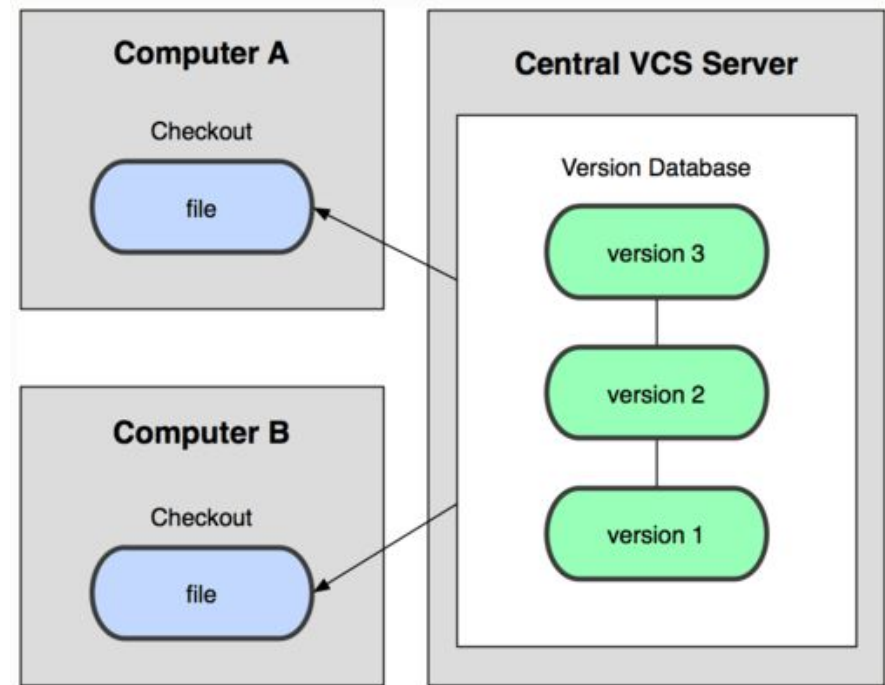 Computer A
Checkout
file
Computer B
Checkout
file
Central VCS Server
Version Database
version 3
version 2
version 1